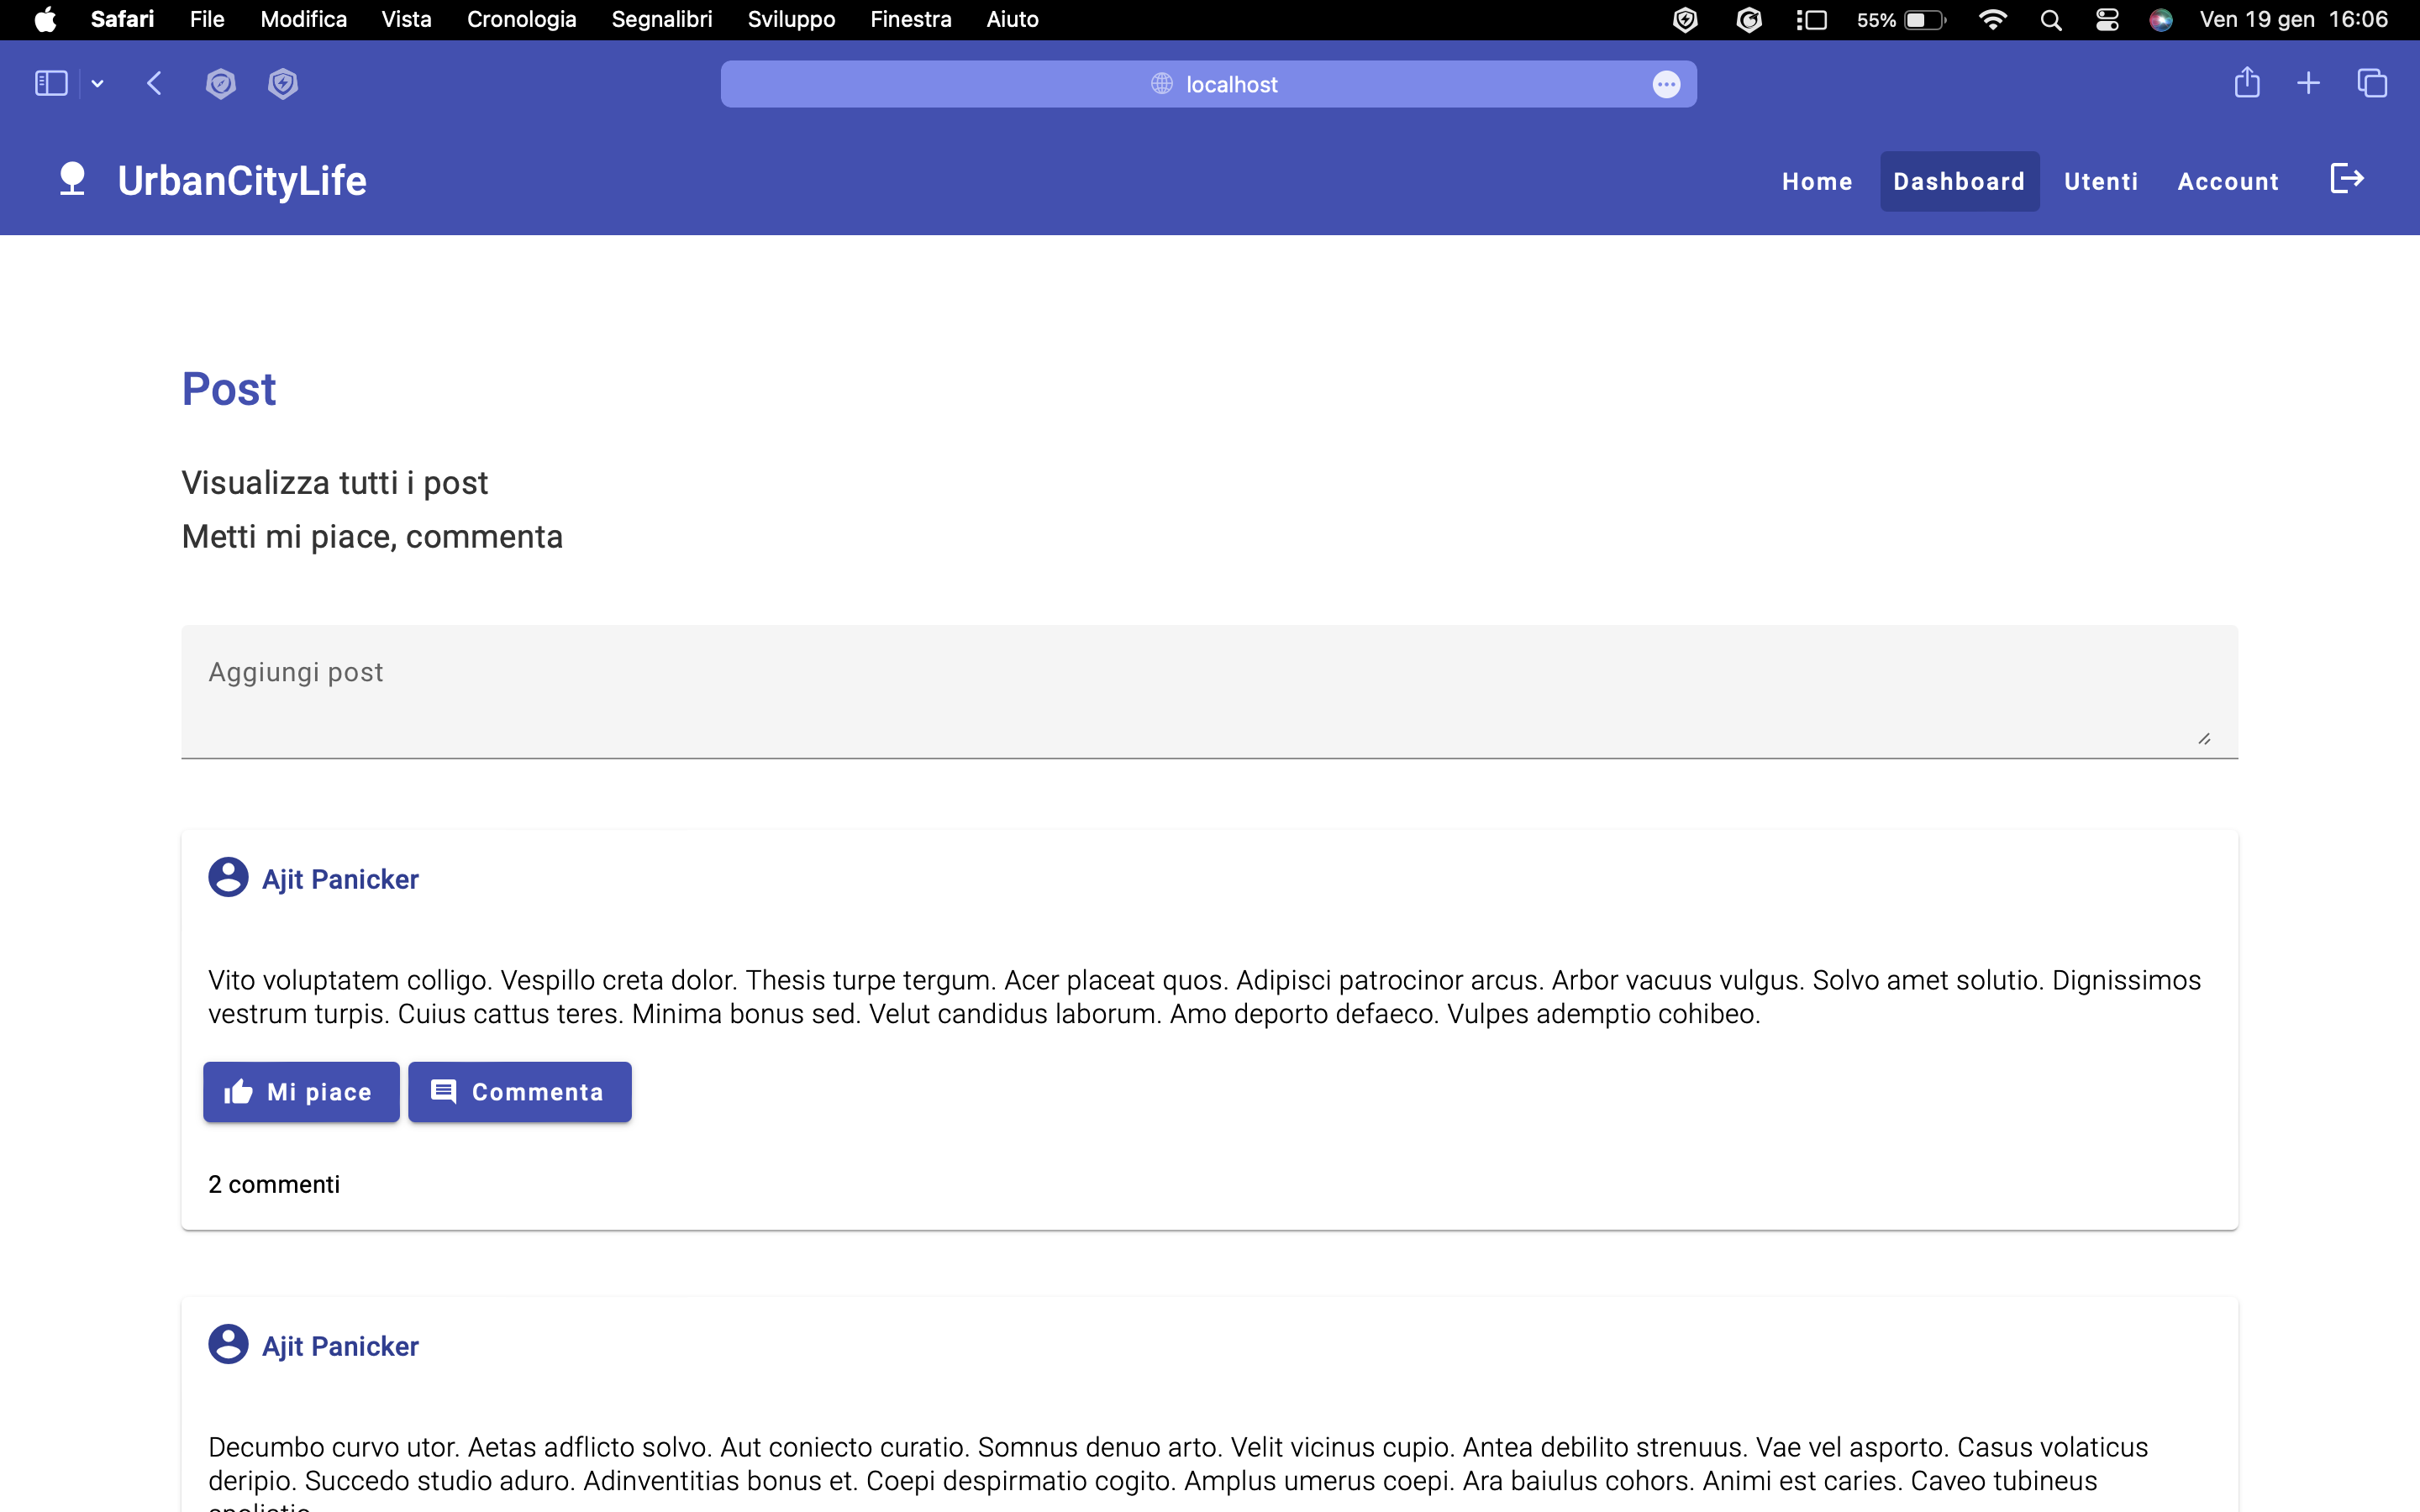 Safari File Modifica Vista Cronologia Segnalibri Sviluppo Finestra Aiuto 55% Ven 19 gen 16:06
localhost
UrbanCityLife Home Dashboard Utenti Account
Post
Visualizza tutti i post
Metti mi piace, commenta
Aggiungi post
Ajit Panicker
Vito voluptatem colligo. Vespillo creta dolor. Thesis turpe tergum. Acer placeat quos. Adipisci patrocinor arcus. Arbor vacuus vulgus. Solvo amet solutio. Dignissimos
vestrum turpis. Cuius cattus teres. Minima bonus sed. Velut candidus laborum. Amo deporto defaeco. Vulpes ademptio cohibeo.
Mi piace Commenta
2 commenti
Ajit Panicker
Decumbo curvo utor. Aetas adflicto solvo. Aut coniecto curatio. Somnus denuo arto. Velit vicinus cupio. Antea debilito strenuus. Vae vel asporto. Casus volaticus
deripio. Succedo studio aduro. Adinventitias bonus et. Coepi despirmatio cogito. Amplus umerus coepi. Ara baiulus cohors. Animi est caries. Caveo tubineus